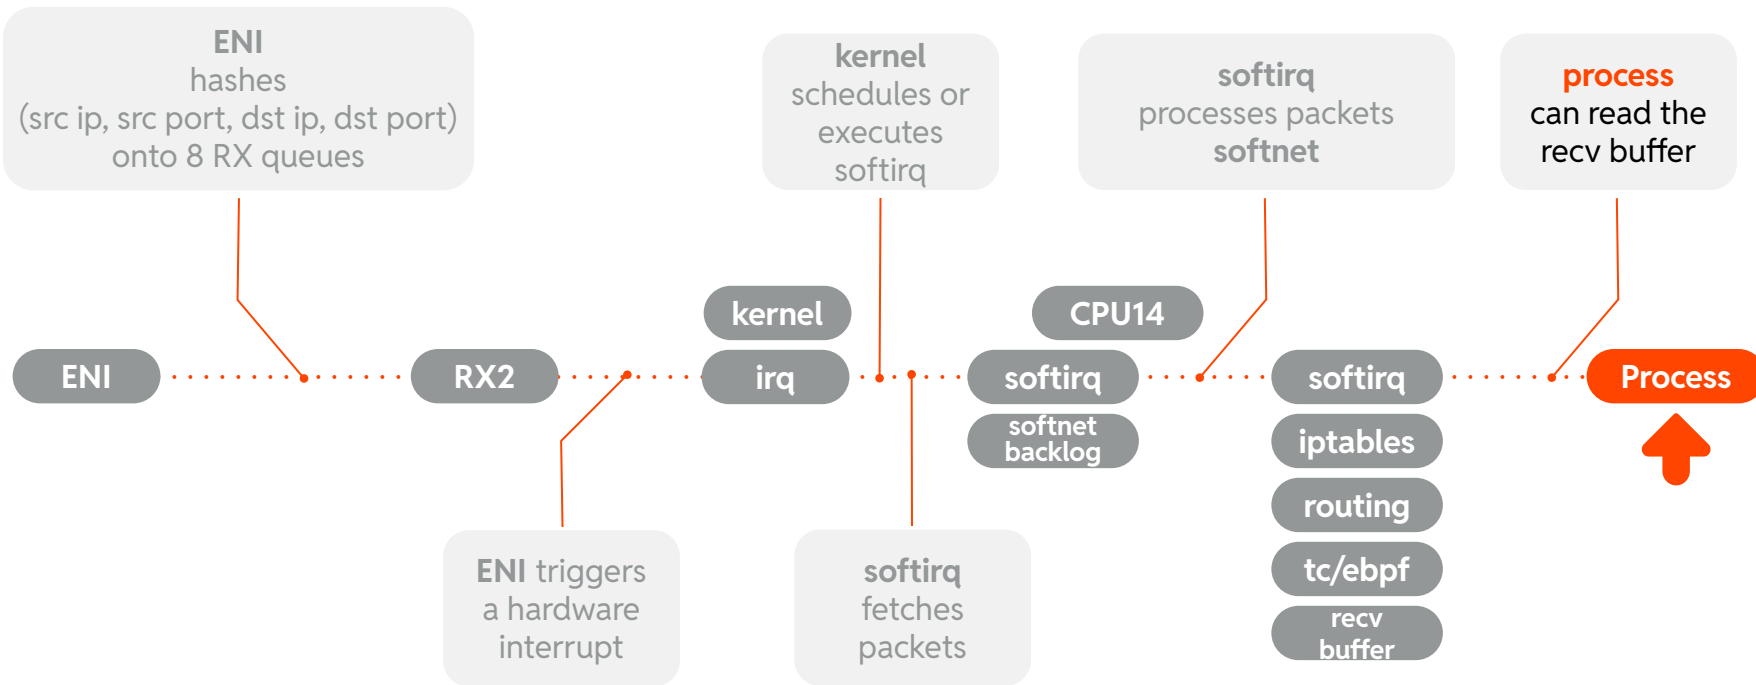 ENI
hashes
(src ip, src port, dst ip, dst port)
onto 8 RX queues
kernel
schedules or
executes
softirq
softirq
processes packets
softnet
process
can read the
recv buffer
kernel
CPU14
ENI
RX2
irq
softirq
softirq
Process
softnet
backlog
iptables
routing
tc/ebpf
recv
buffer
ENI triggers
a hardware
interrupt
softirq
fetches
packets